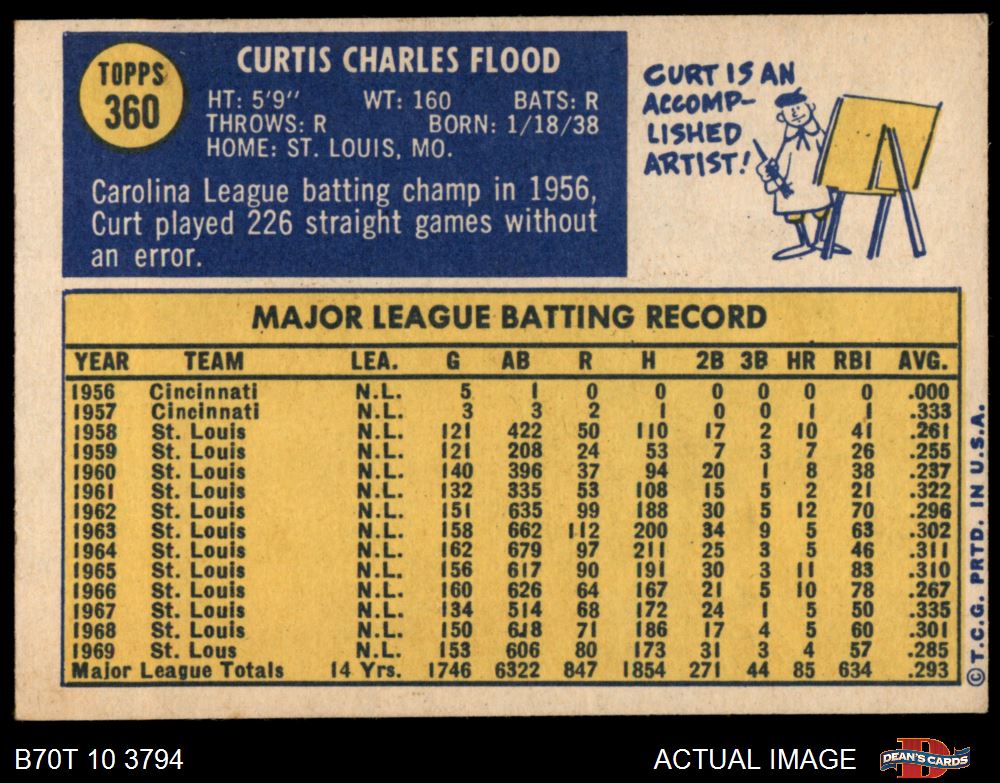 TOPPS
360
CURTIS CHARLES FLOOD
HT: 5'9" WT: 160 BATS: R
THROWS: R BORN: 1/18/38
HOME: ST. LOUIS, MO.
Carolina League batting champ in 1956,
Curt played 226 straight games without
an error.
CURT IS AN
ACCOMP-
LISHED
ARTIST!
MAJOR LEAGUE BATTING RECORD
YEAR TEAM LEA. G AB R H 2B 3B HR RBI AVG.
1956 Cincinnati N.L. 5 1 0 0 0 0 0 0 .000
1957 Cincinnati N.L. 3 3 2 1 0 0 1 1 .333
1958 St. Louis N.L. 121 422 50 110 17 2 10 41 .261
1959 St. Louis N.L. 121 208 24 53 7 3 7 26 .255
1960 St. Louis N.L. 140 396 37 94 20 1 8 38 .237
1961 St. Louis N.L. 132 335 53 108 15 5 2 21 .322
1962 St. Louis N.L. 151 635 99 188 30 5 12 70 .296
1963 St. Louis N.L. 158 662 112 200 34 9 5 63 .302
1964 St. Louis N.L. 162 679 97 211 25 3 5 46 .311
1965 St. Louis N.L. 156 617 90 191 30 3 11 83 .310
1966 St. Louis N.L. 160 626 64 167 21 5 10 78 .267
1967 St. Louis N.L. 134 514 68 172 24 1 5 50 .335
1968 St. Louis N.L. 150 618 71 186 17 4 5 60 .301
1969 St. Lous N.L. 153 606 80 173 31 3 4 57 .285
Major League Totals 14 Yrs. 1746 6322 847 1854 271 44 85 634 .293
© T.C.G. PRTD. IN U.S.A.
B70T 10 3794
ACTUAL IMAGE
DEAN'S CARDS